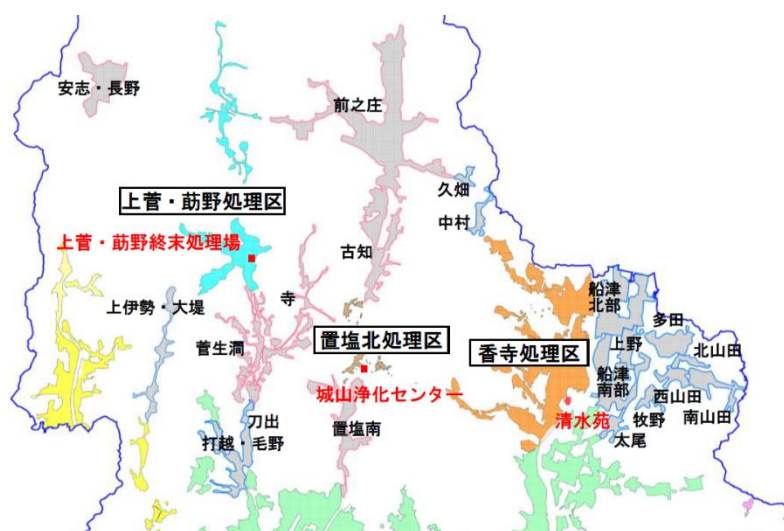 安志・長野
前之庄
久畑
中村
上菅・莇野処理区
上菅・莇野終末処理場
古知
上伊勢・大堤
寺
菅生澗
置塩北処理区
城山浄化センター
香寺処理区
清水苑
船津
北部
多田
上野
北山田
船津
南部
西山田
牧野
南山田
太尾
刀出
打越・毛野
置塩南